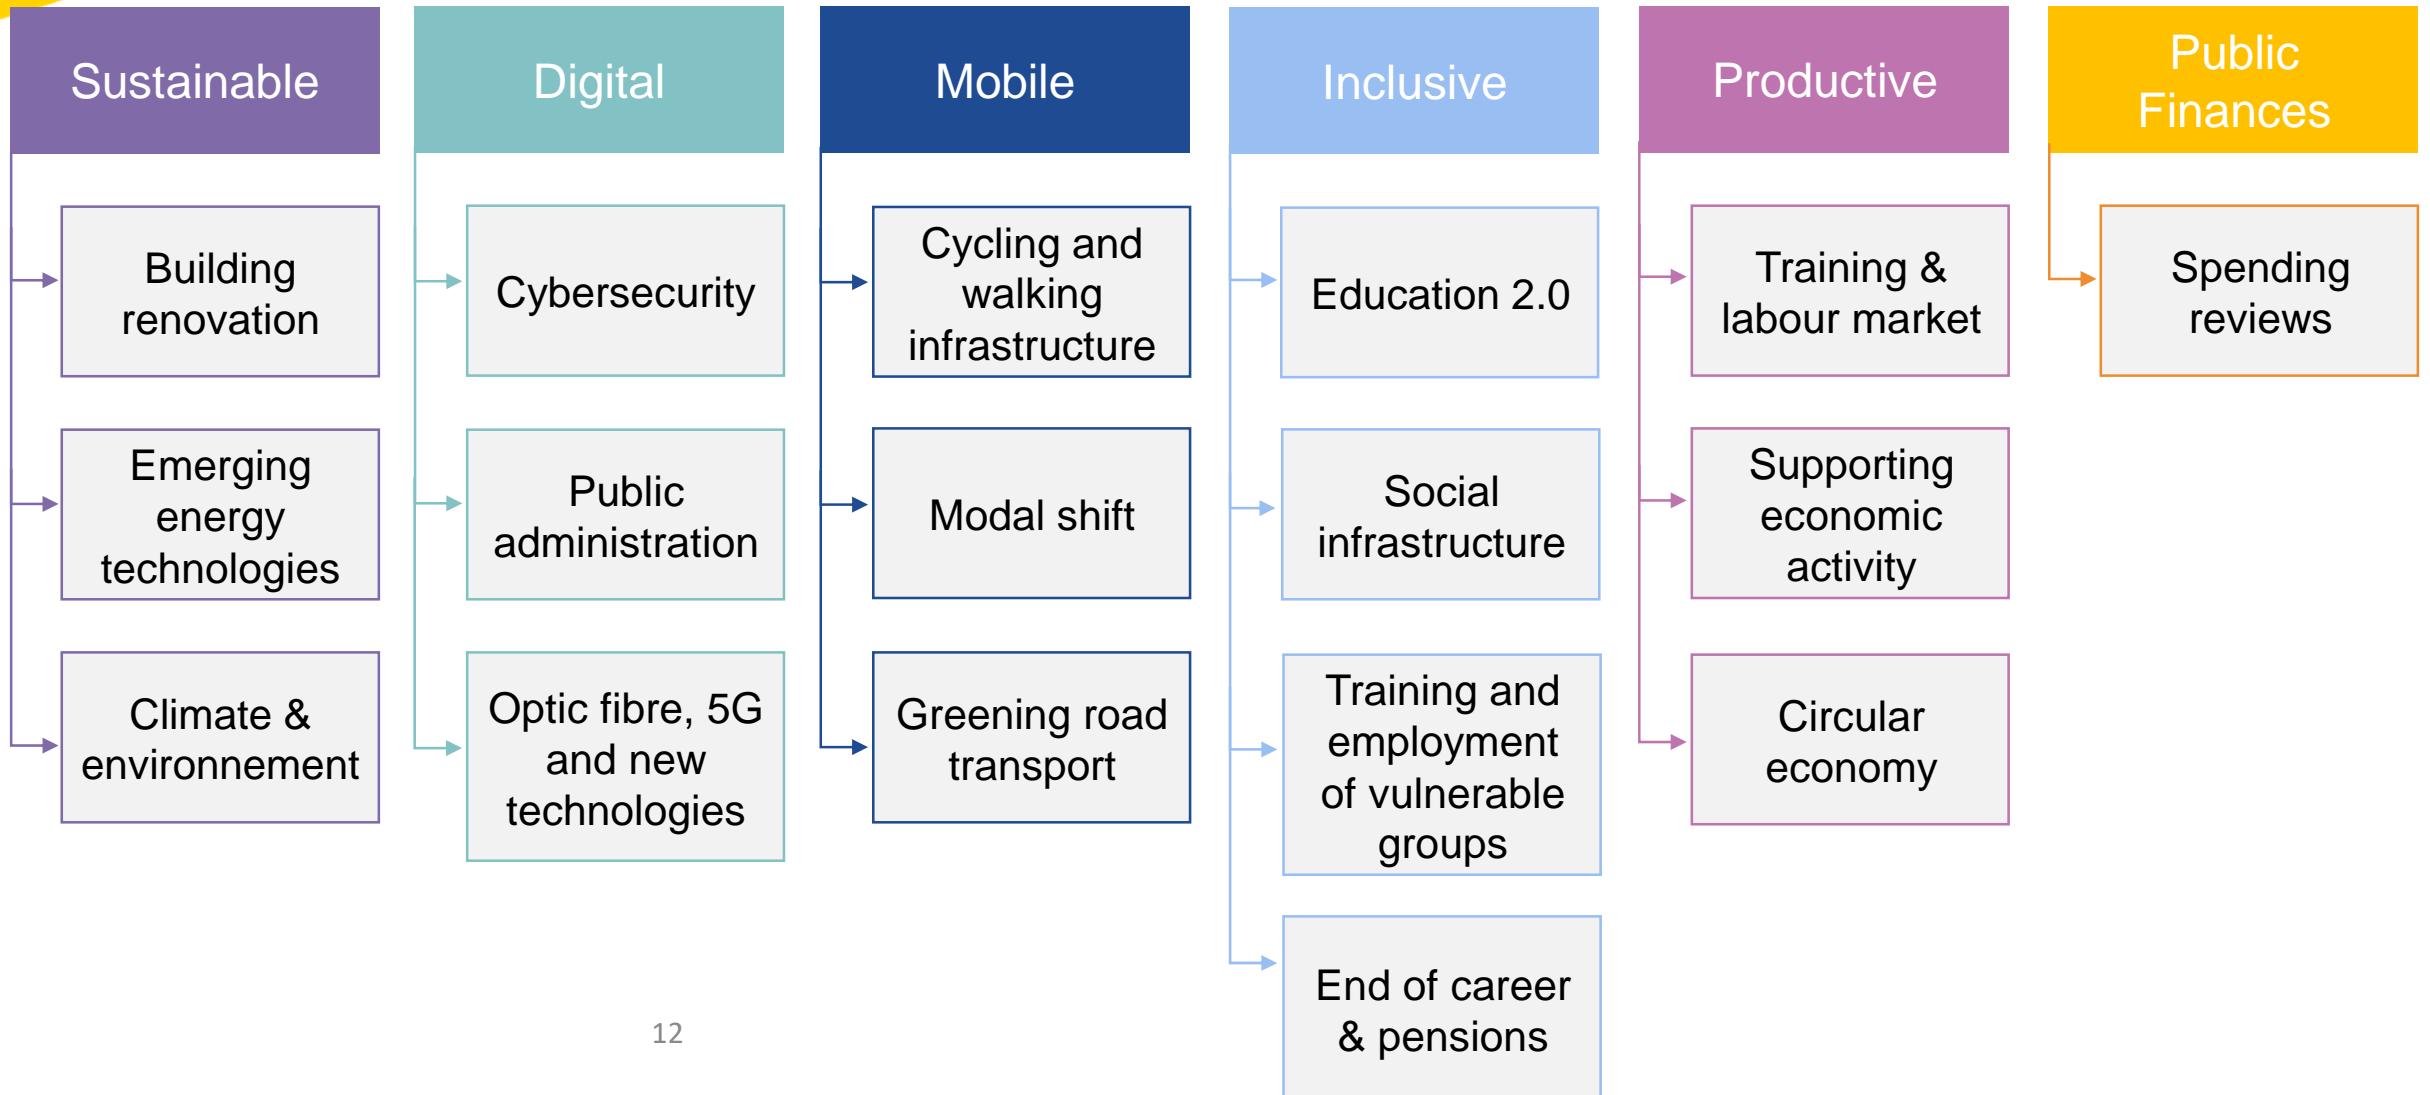 Sustainable
Building
renovation
Emerging
energy
technologies
Climate &
environnement
Digital
Cybersecurity
Public
administration
Optic fibre, 5G
and new
technologies
Mobile
Cycling and
walking
infrastructure
Modal shift
Greening road
transport
Inclusive
Education 2.0
Social
infrastructure
Training and
employment
of vulnerable
groups
End of career
& pensions
Productive
Training &
labour market
Supporting
economic
activity
Circular
economy
Public
Finances
Spending
reviews
12